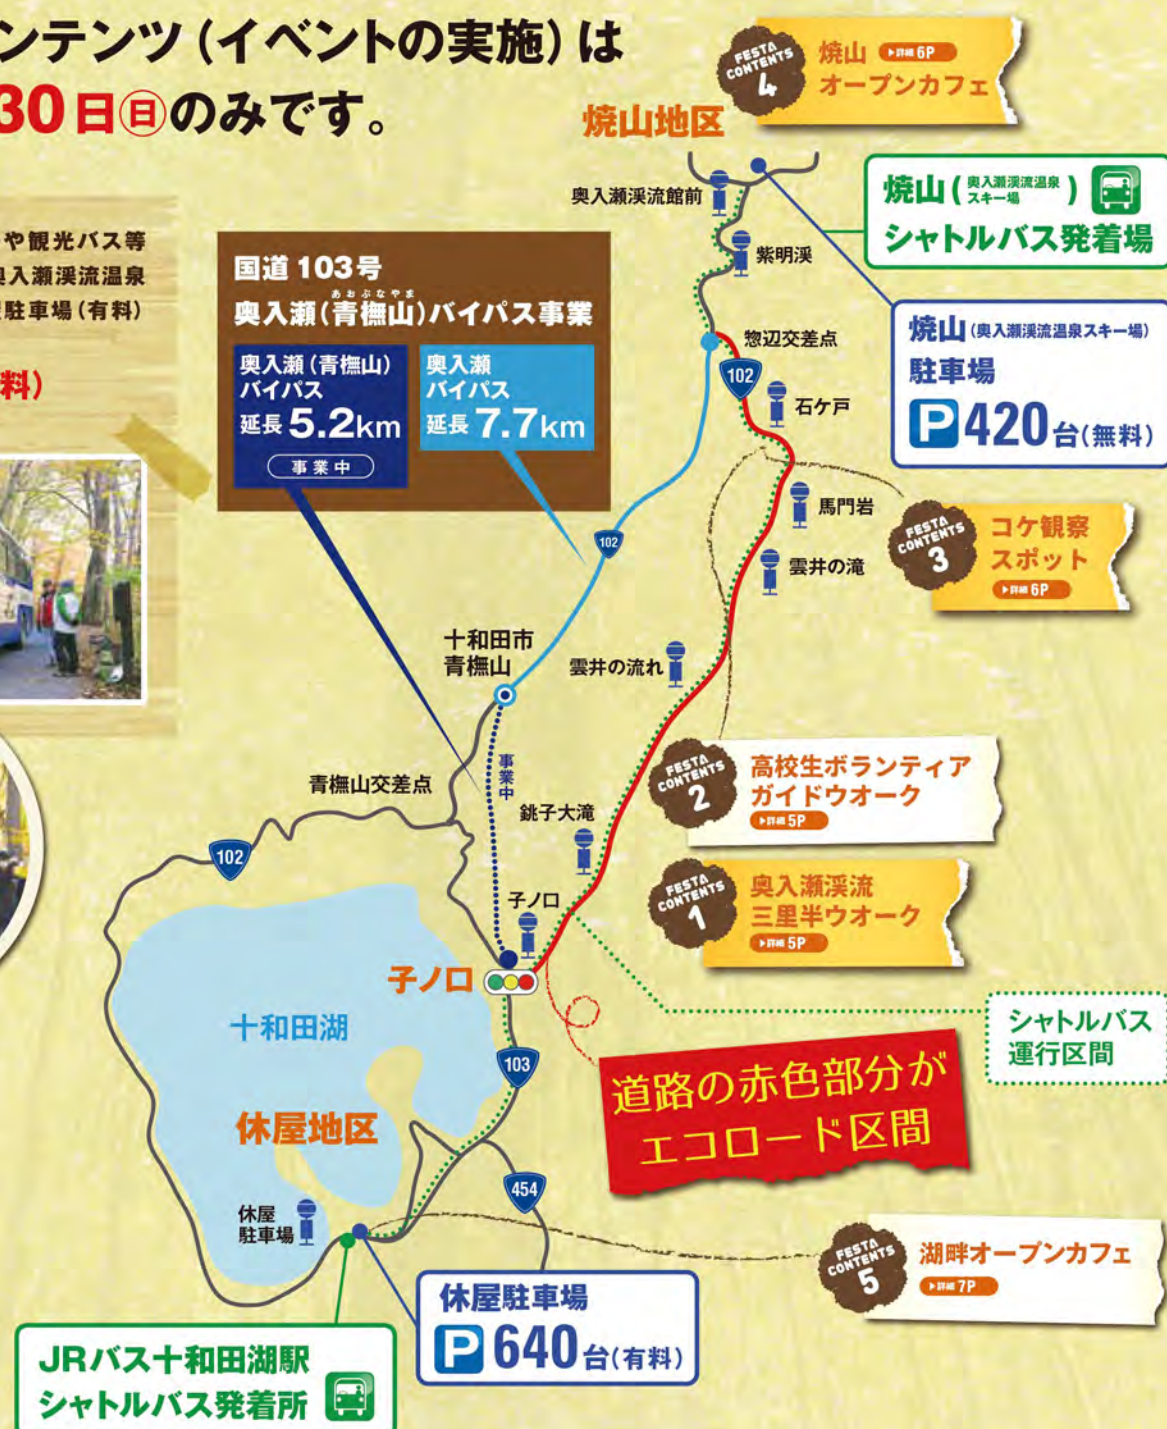 ンテンツ(イベントの実施)は
30日㊐のみです。
や観光バス等
奥入瀬渓流温泉
駐車場(有料)
料)
国道103号
あおぶなやま
奥入瀬(青橅山)バイパス事業
奥入瀬(青橅山)
バイパス
延長5.2km
事業中
奥入瀬
バイパス
延長7.7km
FESTA
CONTENTS
4
焼山 ▶詳細6P
オープンカフェ
焼山地区
奥入瀬渓流館前
焼山(奥入瀬渓流温泉
スキー場)
シャトルバス発着場
紫明渓
焼山(奥入瀬渓流温泉スキー場)
駐車場
P420台(無料)
惣辺交差点
102
石ケ戸
馬門岩
FESTA
CONTENTS
3
コケ観察
スポット
▶詳細6P
102
雲井の滝
十和田市
青橅山
雲井の流れ
事業中
FESTA
CONTENTS
2
高校生ボランティア
ガイドウオーク
▶詳細5P
青橅山交差点
銚子大滝
102
FESTA
CONTENTS
1
奥入瀬渓流
三里半ウオーク
▶詳細5P
子ノ口
子ノ口
十和田湖
シャトルバス
運行区間
103
道路の赤色部分が
エコロード区間
休屋地区
454
休屋
駐車場
FESTA
CONTENTS
5
湖畔オープンカフェ
▶詳細7P
休屋駐車場
P640台(有料)
JRバス十和田湖駅
シャトルバス発着所